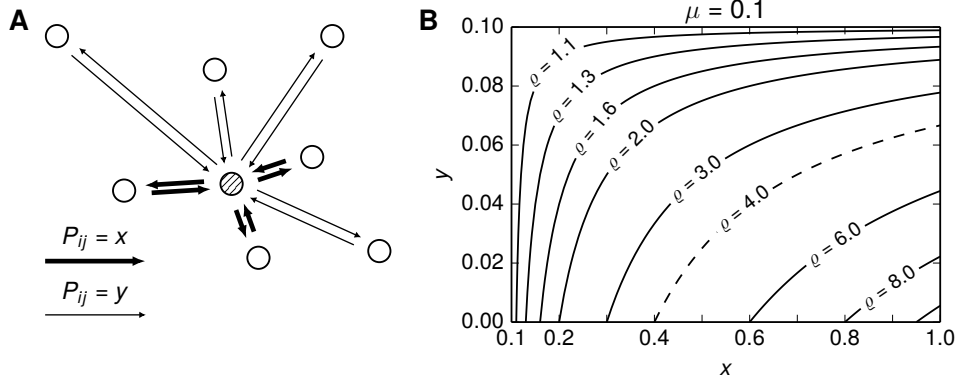 A
P_ij = x
P_ij = y
B
μ = 0.1
0.10
0.08
0.06
0.04
0.02
0.00
y
ϱ = 1.1
ϱ = 1.3
ϱ = 1.6
ϱ = 2.0
ϱ = 3.0
ϱ = 4.0
ϱ = 6.0
ϱ = 8.0
0.1 0.2 0.4 0.6 0.8 1.0
x